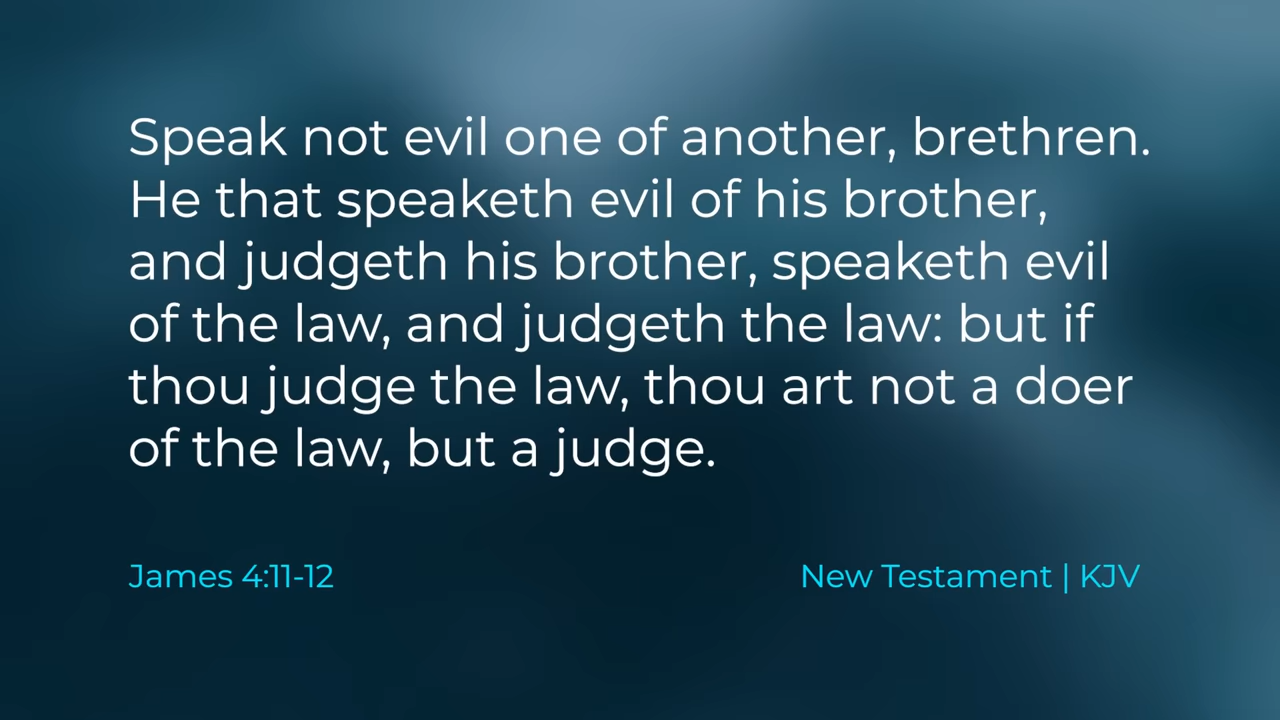 Speak not evil one of another, brethren.
He that speaketh evil of his brother,
and judgeth his brother, speaketh evil
of the law, and judgeth the law: but if
thou judge the law, thou art not a doer
of the law, but a judge.
James 4:11-12
New Testament | KJV